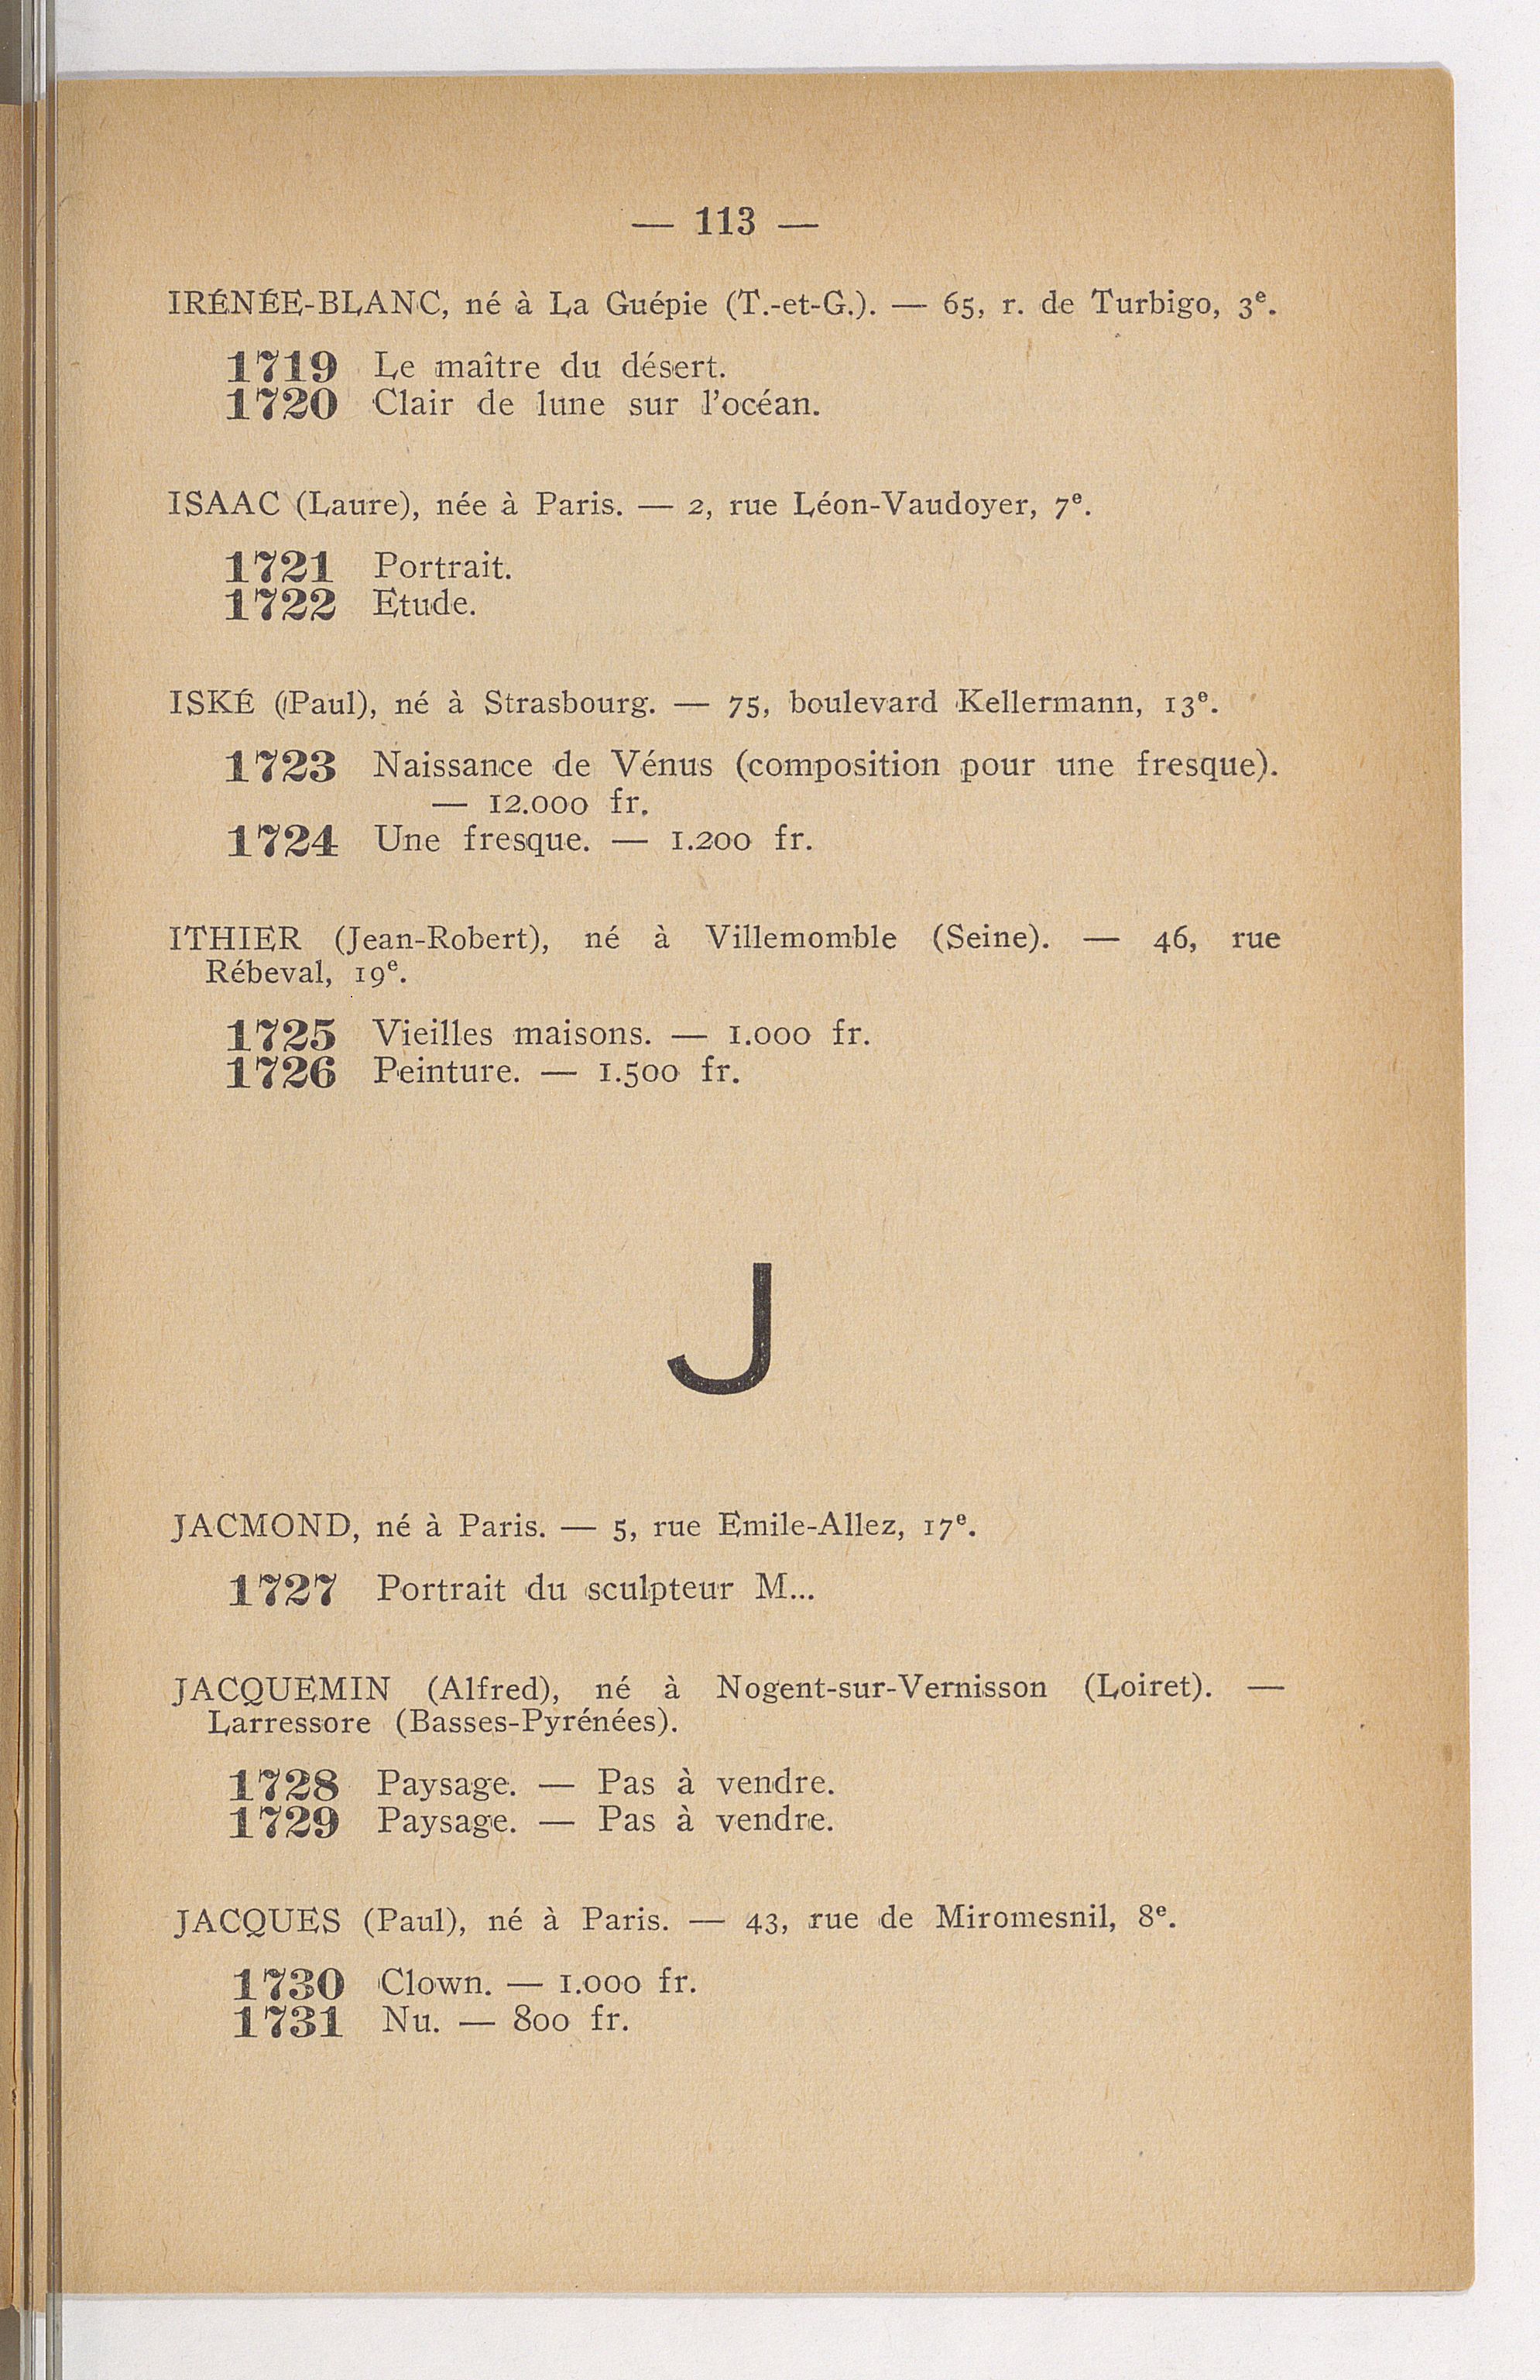 — 113 —
IRÉNÉE-BLANC, né à La Guépie (T.-et-G.). — 65, r. de Turbigo, 3e.
1719 Le maître du désert.
1720 Clair de lune sur l'océan.
ISAAC (Laure), née à Paris. — 2, rue Léon-Vaudoyer, 7e.
1721 Portrait.
1722 Etude.
ISKÉ (Paul), né à Strasbourg. — 75, boulevard Kellermann, 13e.
1723 Naissance de Vénus (composition pour une fresque).
— 12.000 fr.
1724 Une fresque. — 1.200 fr.
ITHIER (Jean-Robert), né à Villemomble (Seine). — 46, rue
Rébeval, 19e.
1725 Vieilles maisons. — 1.000 fr.
1726 Peinture. — 1.500 fr.
J
JACMOND, né à Paris. — 5, rue Emile-Allez, 17e.
1727 Portrait du sculpteur M...
JACQUEMIN (Alfred), né à Nogent-sur-Vernisson (Loiret). —
Larressore (Basses-Pyrénées).
1728 Paysage. — Pas à vendre.
1729 Paysage. — Pas à vendre.
JACQUES (Paul), né à Paris. — 43, rue de Miromesnil, 8e.
1730 Clown. — 1.000 fr.
1731 Nu. — 800 fr.